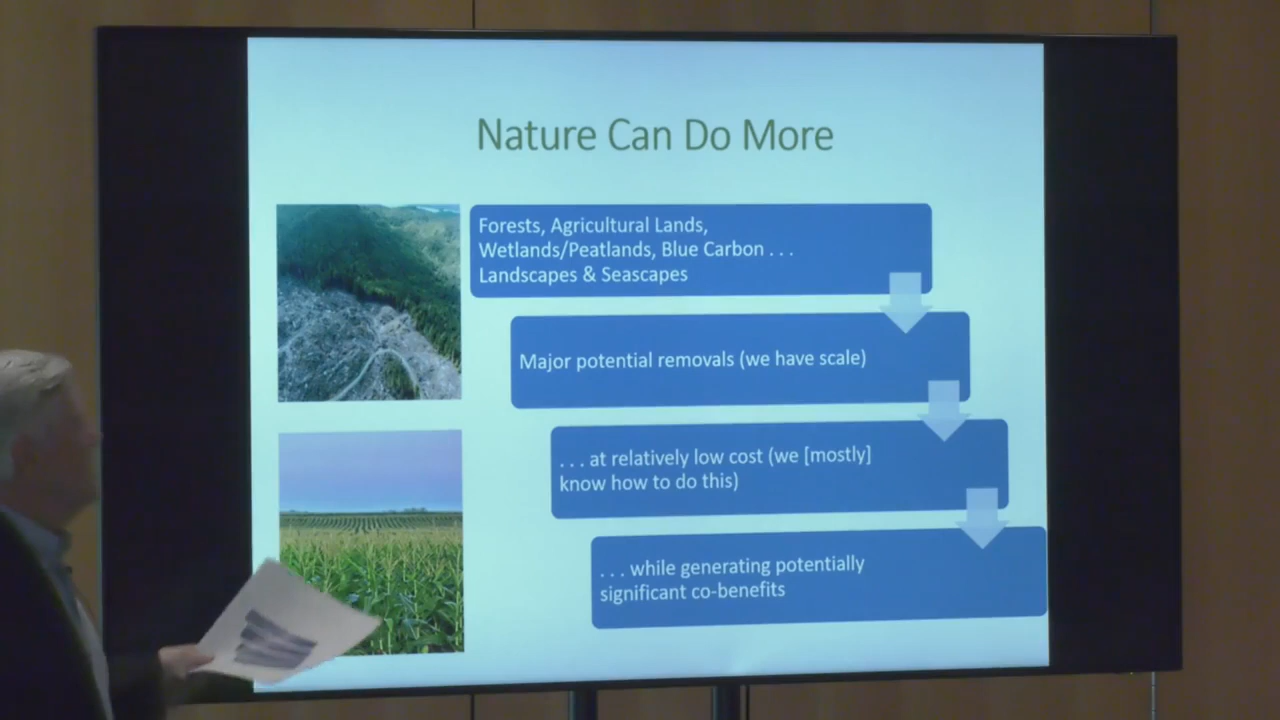 Nature Can Do More
Forests, Agricultural Lands,
Wetlands/Peatlands, Blue Carbon . . .
Landscapes & Seascapes
Major potential removals (we have scale)
. . . at relatively low cost (we [mostly]
know how to do this)
. . . while generating potentially
significant co-benefits